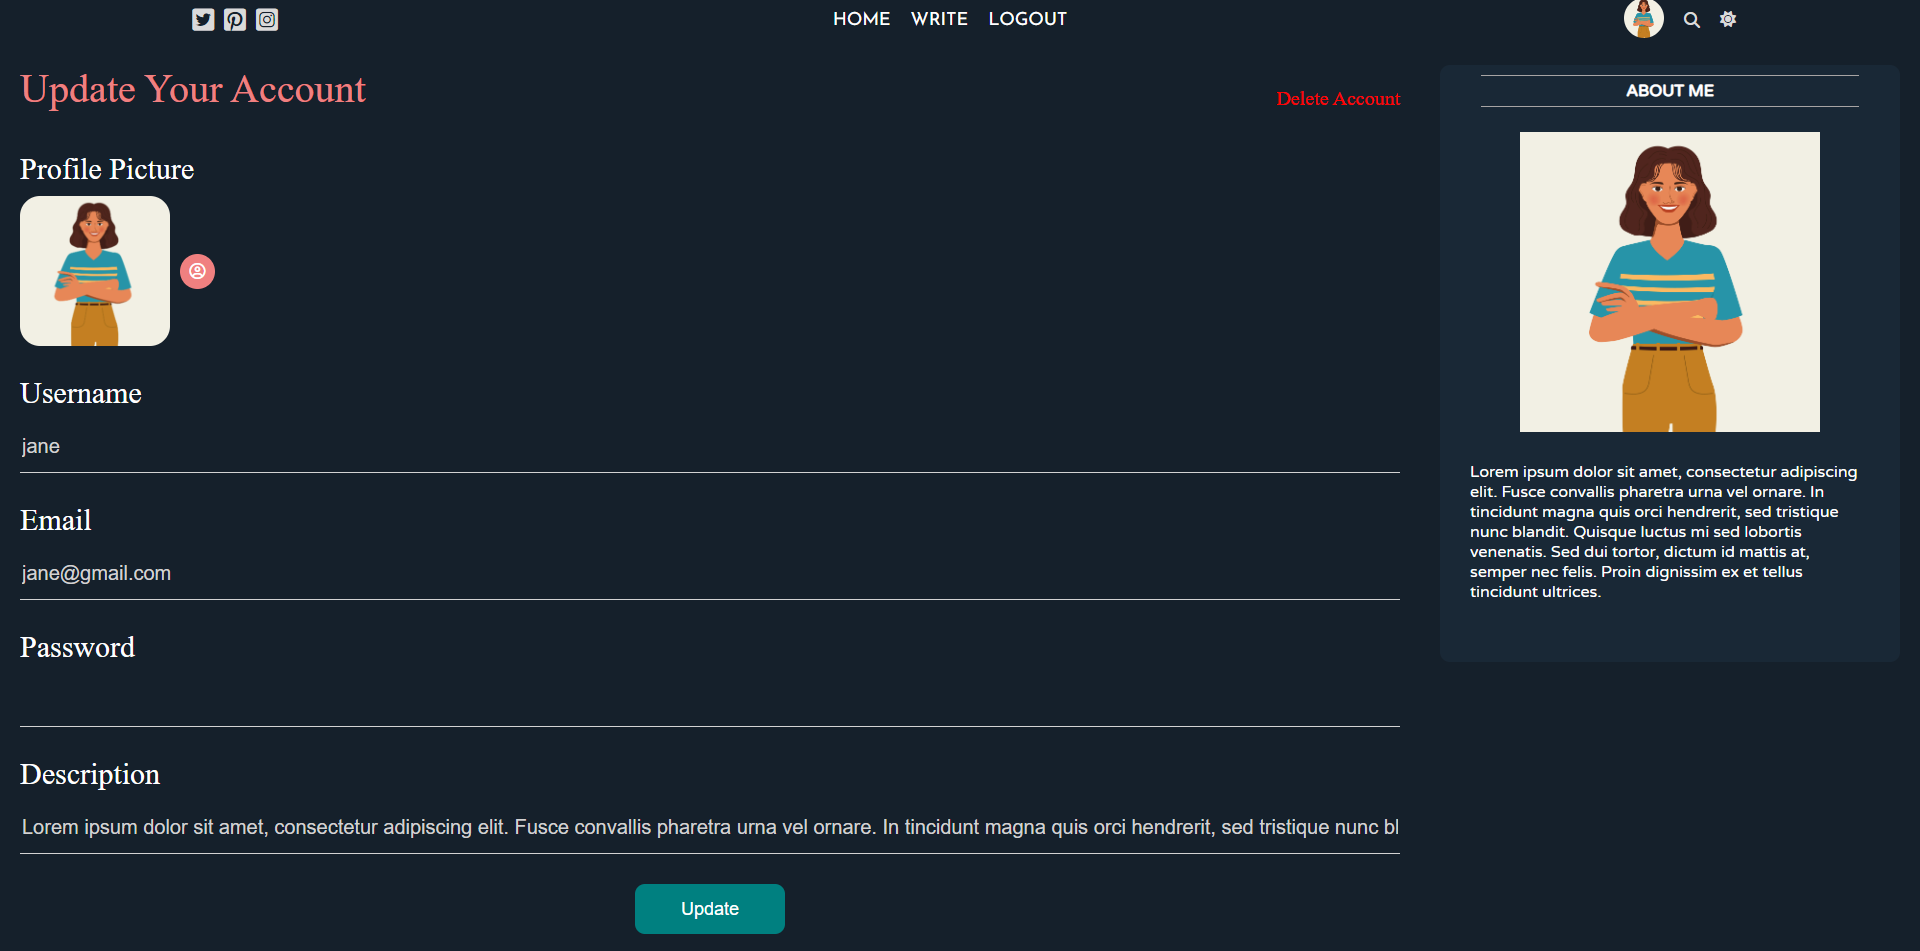 HOME WRITE LOGOUT
Update Your Account
Delete Account
Profile Picture
Username
jane
Email
jane@gmail.com
Password
Description
Lorem ipsum dolor sit amet, consectetur adipiscing elit. Fusce convallis pharetra urna vel ornare. In tincidunt magna quis orci hendrerit, sed tristique nunc bl
Update
ABOUT ME
Lorem ipsum dolor sit amet, consectetur adipiscing
elit. Fusce convallis pharetra urna vel ornare. In
tincidunt magna quis orci hendrerit, sed tristique
nunc blandit. Quisque luctus mi sed lobortis
venenatis. Sed dui tortor, dictum id mattis at,
semper nec felis. Proin dignissim ex et tellus
tincidunt ultrices.